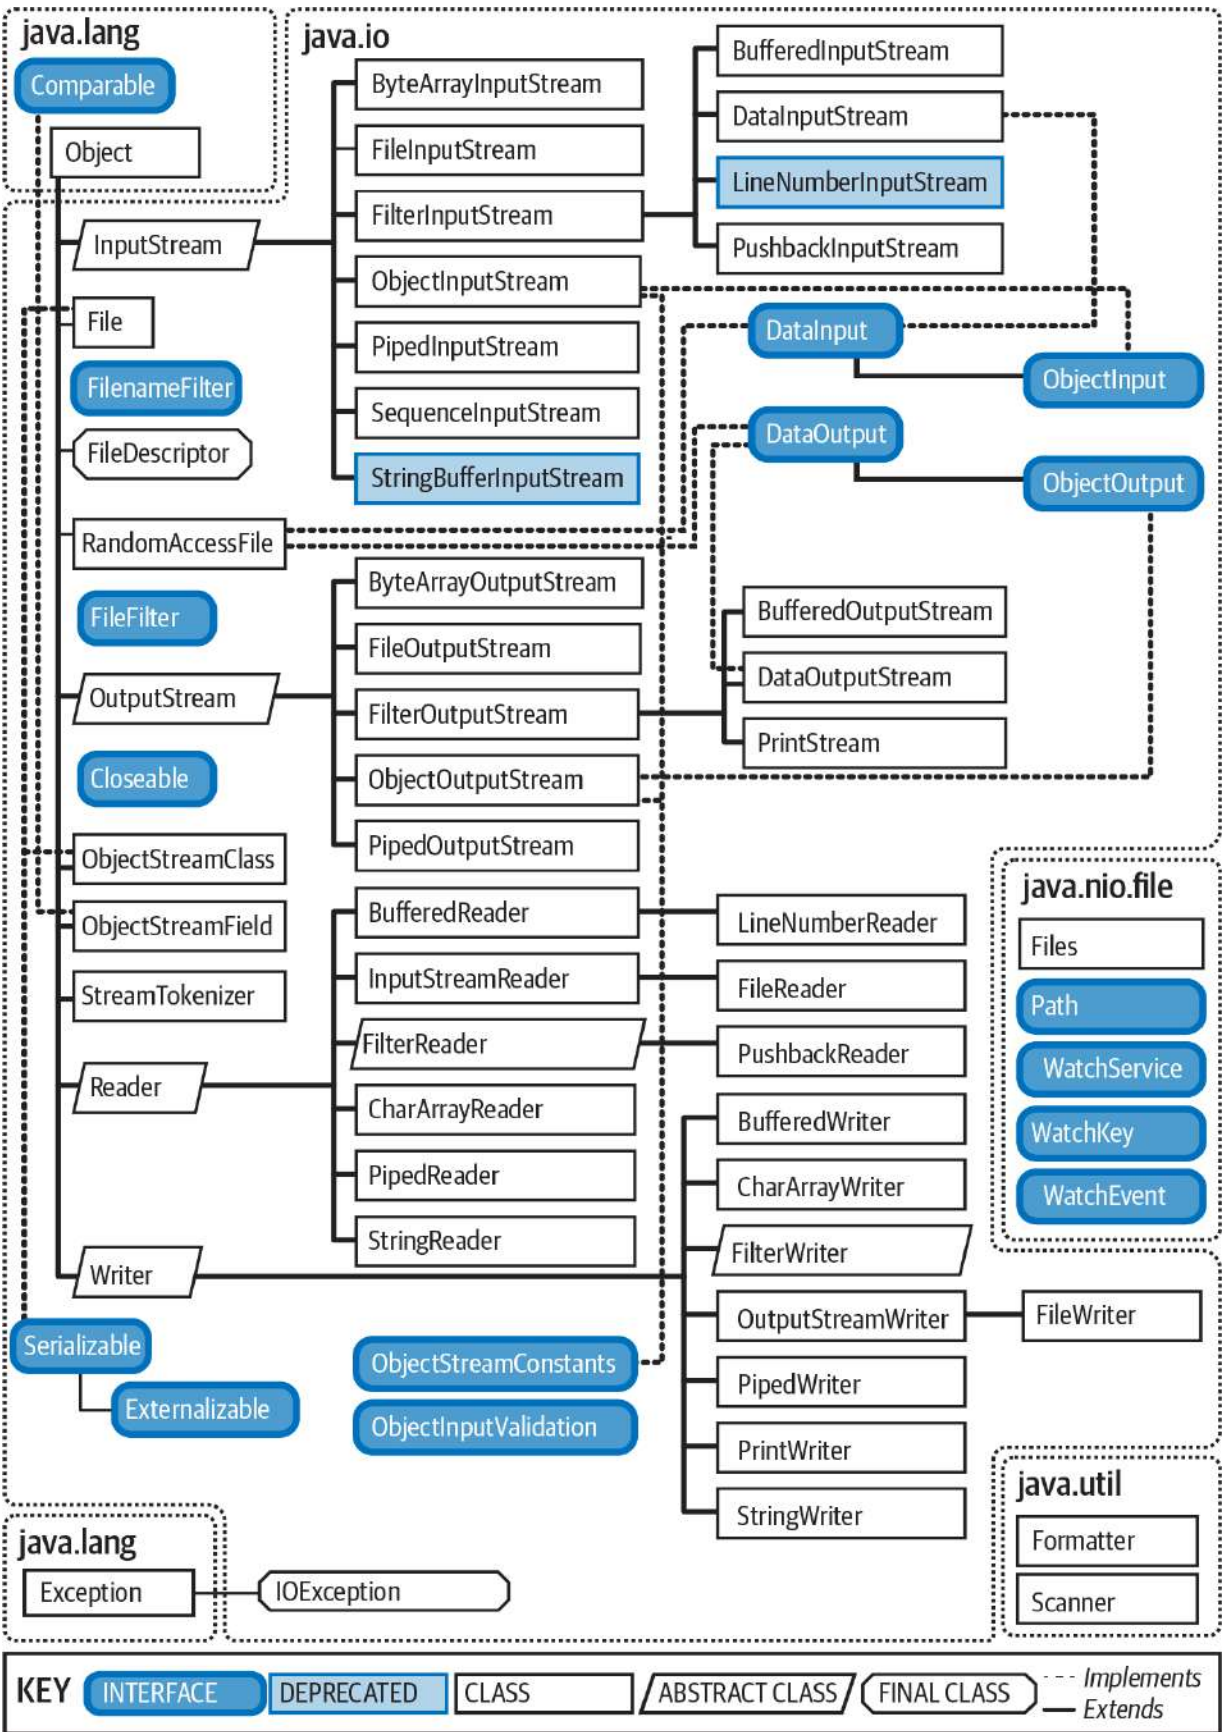 java.lang
Comparable
Object
java.io
InputStream
File
FilenameFilter
FileDescriptor
RandomAccessFile
FileFilter
OutputStream
Closeable
ObjectStreamClass
ObjectStreamField
StreamTokenizer
Reader
Writer
Serializable
Externalizable
ByteArrayInputStream
FileInputStream
FilterInputStream
ObjectInputStream
PipedInputStream
SequenceInputStream
StringBufferInputStream
ByteArrayOutputStream
FileOutputStream
FilterOutputStream
ObjectOutputStream
PipedOutputStream
BufferedReader
InputStreamReader
FilterReader
CharArrayReader
PipedReader
StringReader
ObjectStreamConstants
ObjectInputValidation
BufferedInputStream
DataInputStream
LineNumberInputStream
PushbackInputStream
DataInput
ObjectInput
DataOutput
ObjectOutput
BufferedOutputStream
DataOutputStream
PrintStream
LineNumberReader
FileReader
PushbackReader
BufferedWriter
CharArrayWriter
FilterWriter
OutputStreamWriter
FileWriter
PipedWriter
PrintWriter
StringWriter
java.nio.file
Files
Path
WatchService
WatchKey
WatchEvent
java.util
Formatter
Scanner
java.lang
Exception
IOException
KEY
INTERFACE
DEPRECATED
CLASS
ABSTRACT CLASS
FINAL CLASS
Implements
Extends